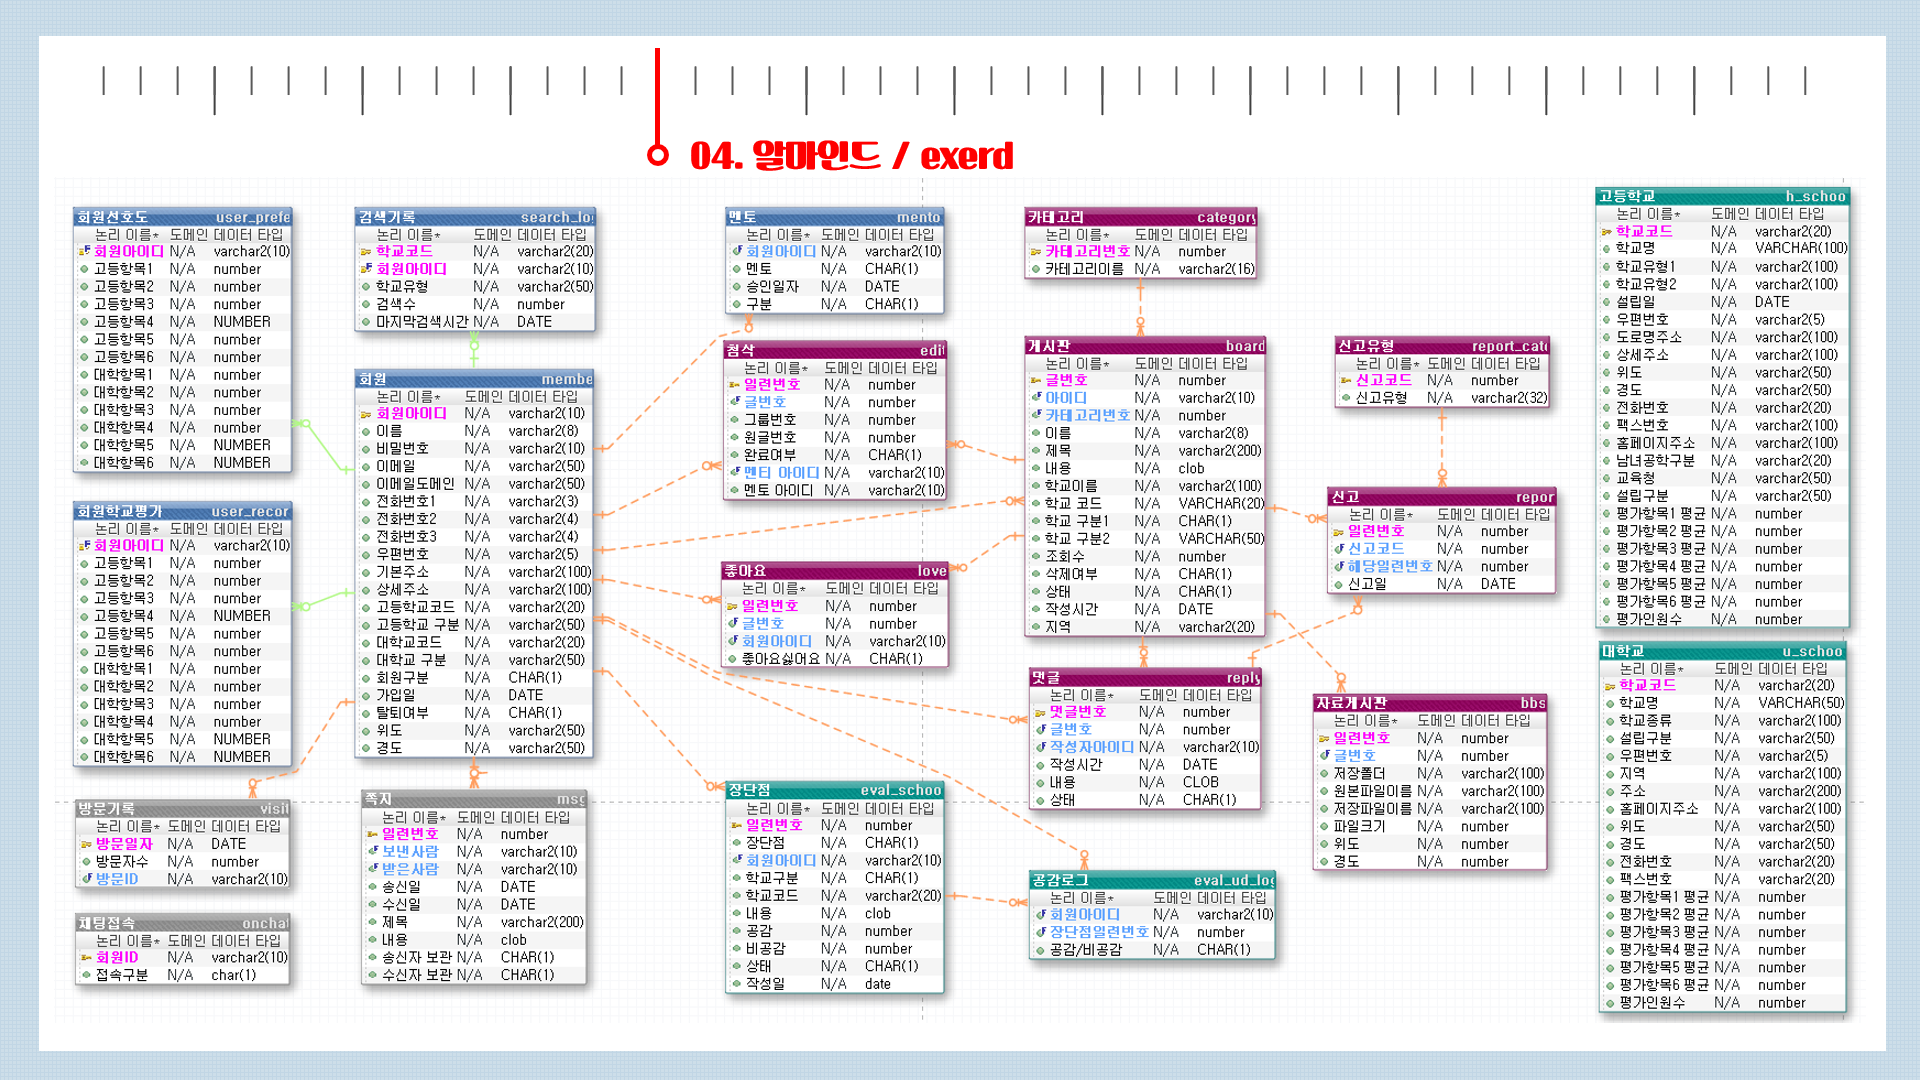 04. 알마인드 / exerd
회원선호도 user_prefe
논리 이름* 도메인 데이터 타입
회원아이디 N/A varchar2(10)
고등항목1 N/A number
고등항목2 N/A number
고등항목3 N/A number
고등항목4 N/A NUMBER
고등항목5 N/A number
고등항목6 N/A number
대학항목1 N/A number
대학항목2 N/A number
대학항목3 N/A number
대학항목4 N/A number
대학항목5 N/A NUMBER
대학항목6 N/A NUMBER
회원학교평가 user_recor
논리 이름* 도메인 데이터 타입
회원아이디 N/A varchar2(10)
고등항목1 N/A number
고등항목2 N/A number
고등항목3 N/A number
고등항목4 N/A NUMBER
고등항목5 N/A number
고등항목6 N/A number
대학항목1 N/A number
대학항목2 N/A number
대학항목3 N/A number
대학항목4 N/A number
대학항목5 N/A NUMBER
대학항목6 N/A NUMBER
방문기록 visit
논리 이름* 도메인 데이터 타입
방문일자 N/A DATE
방문자수 N/A number
방문ID N/A varchar2(10)
채팅접속 oncha
논리 이름* 도메인 데이터 타입
회원ID N/A varchar2(10)
접속구분 N/A char(1)
검색기록 search_lo
논리 이름* 도메인 데이터 타입
학교코드 N/A varchar2(20)
회원아이디 N/A varchar2(10)
학교유형 N/A varchar2(50)
검색수 N/A number
마지막검색시간 N/A DATE
회원 membe
논리 이름* 도메인 데이터 타입
회원아이디 N/A varchar2(10)
이름 N/A varchar2(8)
비밀번호 N/A varchar2(10)
이메일 N/A varchar2(50)
이메일도메인 N/A varchar2(50)
전화번호1 N/A varchar2(3)
전화번호2 N/A varchar2(4)
전화번호3 N/A varchar2(4)
우편번호 N/A varchar2(5)
기본주소 N/A varchar2(100)
상세주소 N/A varchar2(100)
고등학교코드 N/A varchar2(20)
고등학교 구분 N/A varchar2(50)
대학교코드 N/A varchar2(20)
대학교 구분 N/A varchar2(50)
회원구분 N/A CHAR(1)
가입일 N/A DATE
탈퇴여부 N/A CHAR(1)
위도 N/A varchar2(50)
경도 N/A varchar2(50)
쪽지 msg
논리 이름* 도메인 데이터 타입
일련번호 N/A number
보낸사람 N/A varchar2(10)
받은사람 N/A varchar2(10)
송신일 N/A DATE
수신일 N/A DATE
제목 N/A varchar2(200)
내용 N/A clob
송신자 보관 N/A CHAR(1)
수신자 보관 N/A CHAR(1)
멘토 mento
논리 이름* 도메인 데이터 타입
회원아이디 N/A varchar2(10)
멘토 N/A CHAR(1)
승인일자 N/A DATE
구분 N/A CHAR(1)
첨삭 edit
논리 이름* 도메인 데이터 타입
일련번호 N/A number
글번호 N/A number
그룹번호 N/A number
원글번호 N/A number
완료여부 N/A CHAR(1)
멘티 아이디 N/A varchar2(10)
멘토 아이디 N/A varchar2(10)
좋아요 love
논리 이름* 도메인 데이터 타입
일련번호 N/A number
글번호 N/A number
회원아이디 N/A varchar2(10)
좋아요싫어요 N/A CHAR(1)
장단점 eval_schoo
논리 이름* 도메인 데이터 타입
일련번호 N/A number
장단점 N/A CHAR(1)
회원아이디 N/A varchar2(10)
학교구분 N/A CHAR(1)
학교코드 N/A varchar2(20)
내용 N/A clob
공감 N/A number
비공감 N/A number
상태 N/A CHAR(1)
작성일 N/A date
카테고리 category
논리 이름* 도메인 데이터 타입
카테고리번호 N/A number
카테고리이름 N/A varchar2(16)
게시판 board
논리 이름* 도메인 데이터 타입
글번호 N/A number
아이디 N/A varchar2(10)
카테고리번호 N/A number
이름 N/A varchar2(8)
제목 N/A varchar2(200)
내용 N/A clob
학교이름 N/A varchar2(100)
학교 코드 N/A VARCHAR(20)
학교 구분1 N/A CHAR(1)
학교 구분2 N/A VARCHAR(50)
조회수 N/A number
삭제여부 N/A CHAR(1)
상태 N/A CHAR(1)
작성시간 N/A DATE
지역 N/A varchar2(20)
댓글 reply
논리 이름* 도메인 데이터 타입
댓글번호 N/A number
글번호 N/A number
작성자아이디 N/A varchar2(10)
작성시간 N/A DATE
내용 N/A CLOB
상태 N/A CHAR(1)
공감로그 eval_ud_log
논리 이름* 도메인 데이터 타입
회원아이디 N/A varchar2(10)
장단점일련번호 N/A number
공감/비공감 N/A CHAR(1)
신고유형 report_cate
논리 이름* 도메인 데이터 타입
신고코드 N/A number
신고유형 N/A varchar2(32)
신고 repor
논리 이름* 도메인 데이터 타입
일련번호 N/A number
신고코드 N/A number
해당일련번호 N/A number
신고일 N/A DATE
자료게시판 bbs
논리 이름* 도메인 데이터 타입
일련번호 N/A number
글번호 N/A number
저장폴더 N/A varchar2(100)
원본파일이름 N/A varchar2(100)
저장파일이름 N/A varchar2(100)
파일크기 N/A number
위도 N/A number
경도 N/A number
고등학교 h_schoo
논리 이름* 도메인 데이터 타입
학교코드 N/A varchar2(20)
학교명 N/A VARCHAR(100)
학교유형1 N/A varchar2(100)
학교유형2 N/A varchar2(100)
설립일 N/A DATE
우편번호 N/A varchar2(5)
도로명주소 N/A varchar2(100)
상세주소 N/A varchar2(100)
위도 N/A varchar2(50)
경도 N/A varchar2(50)
전화번호 N/A varchar2(20)
팩스번호 N/A varchar2(100)
홈페이지주소 N/A varchar2(100)
남녀공학구분 N/A varchar2(20)
교육청 N/A varchar2(50)
설립구분 N/A varchar2(50)
평가항목1 평균 N/A number
평가항목2 평균 N/A number
평가항목3 평균 N/A number
평가항목4 평균 N/A number
평가항목5 평균 N/A number
평가항목6 평균 N/A number
평가인원수 N/A number
대학교 u_schoo
논리 이름* 도메인 데이터 타입
학교코드 N/A varchar2(20)
학교명 N/A VARCHAR(50)
학교종류 N/A varchar2(100)
설립구분 N/A varchar2(50)
우편번호 N/A varchar2(5)
지역 N/A varchar2(100)
주소 N/A varchar2(200)
홈페이지주소 N/A varchar2(100)
위도 N/A varchar2(50)
경도 N/A varchar2(50)
전화번호 N/A varchar2(20)
팩스번호 N/A varchar2(20)
평가항목1 평균 N/A number
평가항목2 평균 N/A number
평가항목3 평균 N/A number
평가항목4 평균 N/A number
평가항목5 평균 N/A number
평가항목6 평균 N/A number
평가인원수 N/A number